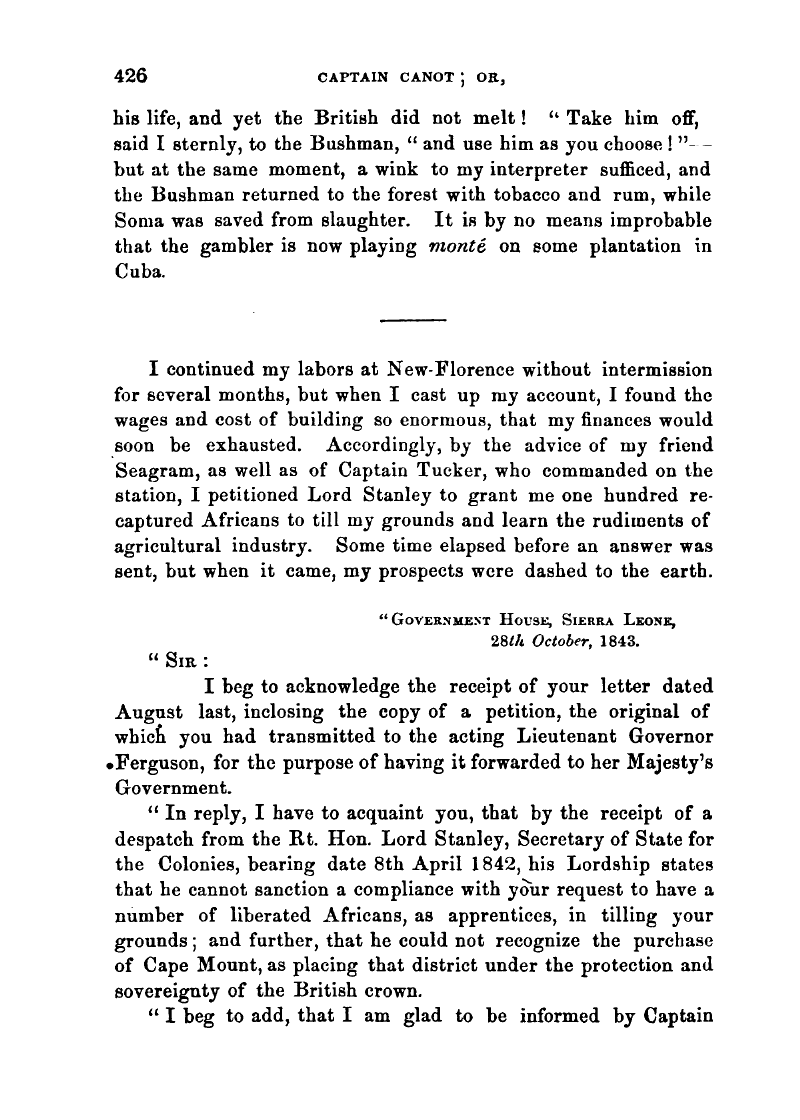 426 CAPTAIN CANOT; OR,
his life, and yet the British did not melt! “Take him off,
said I sternly, to the Bushman, “and use him as you choose!”--
but at the same moment, a wink to my interpreter sufficed, and
the Bushman returned to the forest with tobacco and rum, while
Soma was saved from slaughter. It is by no means improbable
that the gambler is now playing monté on some plantation in
Cuba.
I continued my labors at New-Florence without intermission
for several months, but when I cast up my account, I found the
wages and cost of building so enormous, that my finances would
soon be exhausted. Accordingly, by the advice of my friend
Seagram, as well as of Captain Tucker, who commanded on the
station, I petitioned Lord Stanley to grant me one hundred re-
captured Africans to till my grounds and learn the rudiments of
agricultural industry. Some time elapsed before an answer was
sent, but when it came, my prospects were dashed to the earth.
“GOVERNMENT HOUSE, SIERRA LEONE,
28th October, 1843.
“SIR:
I beg to acknowledge the receipt of your letter dated
August last, inclosing the copy of a petition, the original of
which you had transmitted to the acting Lieutenant Governor
Ferguson, for the purpose of having it forwarded to her Majesty’s
Government.
“In reply, I have to acquaint you, that by the receipt of a
despatch from the Rt. Hon. Lord Stanley, Secretary of State for
the Colonies, bearing date 8th April 1842, his Lordship states
that he cannot sanction a compliance with your request to have a
number of liberated Africans, as apprentices, in tilling your
grounds; and further, that he could not recognize the purchase
of Cape Mount, as placing that district under the protection and
sovereignty of the British crown.
“I beg to add, that I am glad to be informed by Captain